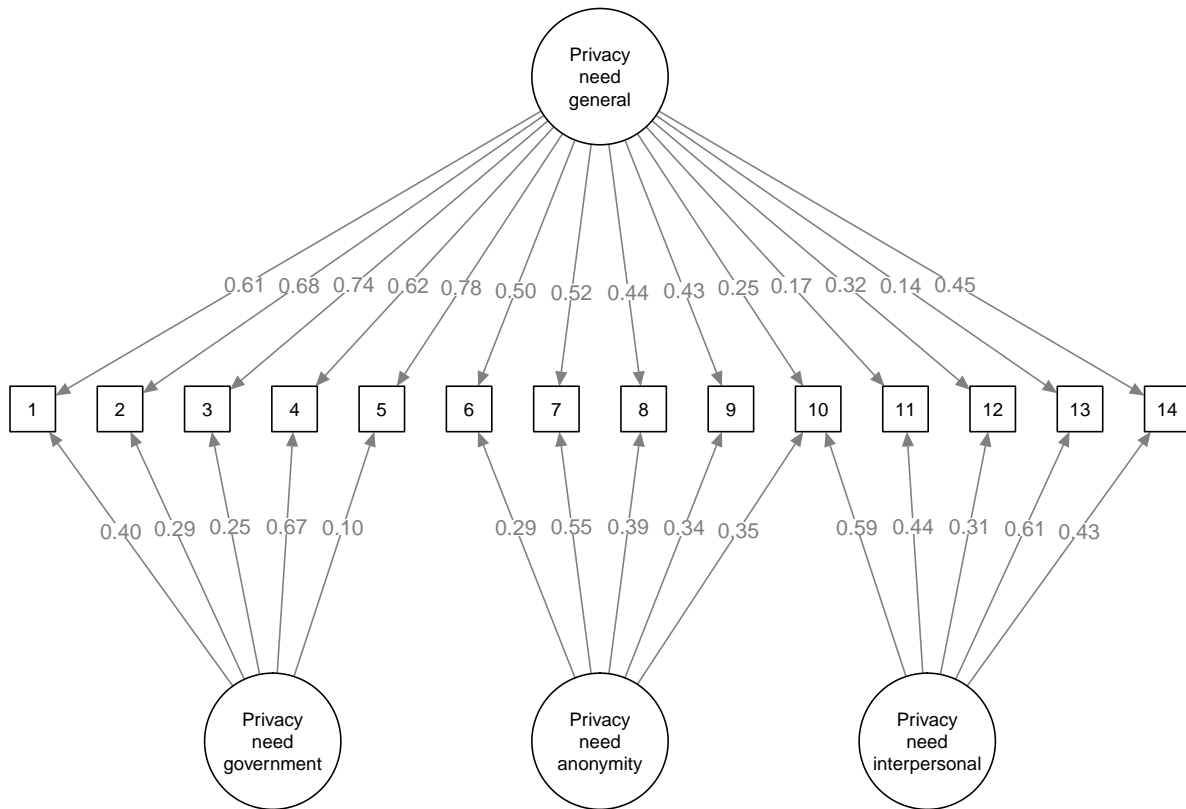 Privacy
need
general
0.61 0.68 0.74 0.62 0.78 0.50 0.52 0.44 0.43 0.25 0.17 0.32 0.14 0.45
1 2 3 4 5 6 7 8 9 10 11 12 13 14
0.40 0.29 0.25 0.67 0.10 0.29 0.55 0.39 0.34 0.35 0.59 0.44 0.31 0.61 0.43
Privacy
need
government
Privacy
need
anonymity
Privacy
need
interpersonal